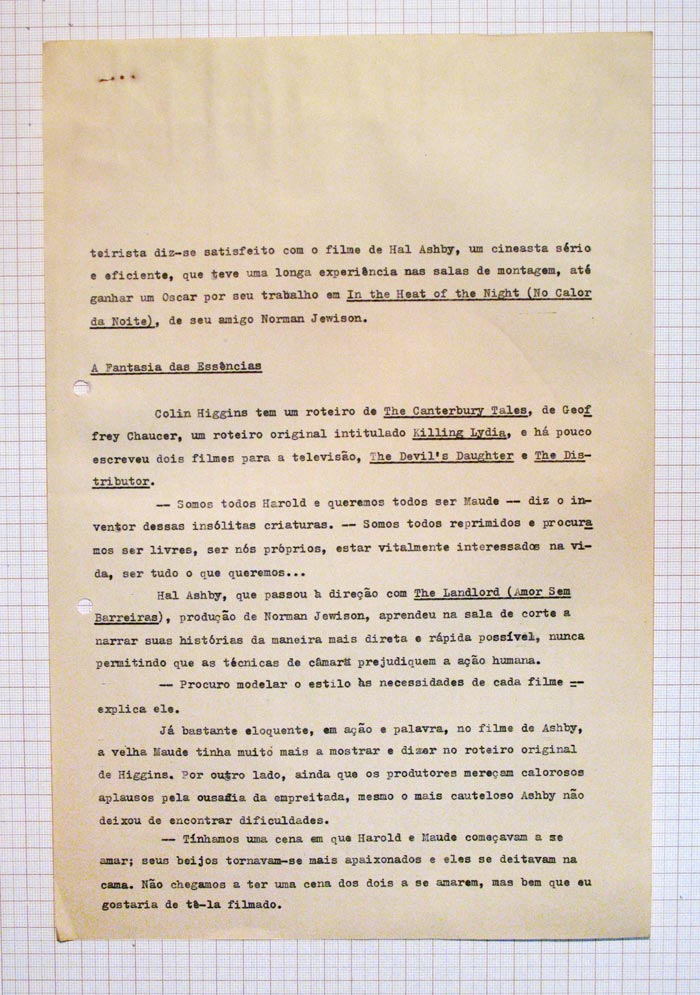 teirista diz-se satisfeito com o filme de Hal Ashby, um cineasta sério
e eficiente, que teve uma longa experiência nas salas de montagem, até
ganhar um Oscar por seu trabalho em In the Heat of the Night (No Calor
da Noite), de seu amigo Norman Jewison.
A Fantasia das Essências
Colin Higgins tem um roteiro de The Canterbury Tales, de Geof
frey Chaucer, um roteiro original intitulado Killing Lydia, e há pouco
escreveu dois filmes para a televisão, The Devil's Daughter e The Dis-
tributor.
-- Somos todos Harold e queremos todos ser Maude -- diz o in-
ventor dessas insólitas criaturas. -- Somos todos reprimidos e procura
mos ser livres, ser nós próprios, estar vitalmente interessados na vi-
da, ser tudo o que queremos...
Hal Ashby, que passou à direção com The Landlord (Amor Sem
Barreiras), produção de Norman Jewison, aprendeu na sala de corte a
narrar suas histórias da maneira mais direta e rápida possível, nunca
permitindo que as técnicas de câmara prejudiquem a ação humana.
-- Procuro modelar o estilo às necessidades de cada filme --
explica ele.
Já bastante eloquente, em ação e palavra, no filme de Ashby,
a velha Maude tinha muito mais a mostrar e dizer no roteiro original
de Higgins. Por outro lado, ainda que os produtores mereçam calorosos
aplausos pela ousadia da empreitada, mesmo o mais cauteloso Ashby não
deixou de encontrar dificuldades.
-- Tínhamos uma cena em que Harold e Maude começavam a se
amar; seus beijos tornavam-se mais apaixonados e eles se deitavam na
cama. Não chegamos a ter uma cena dos dois a se amarem, mas bem que eu
gostaria de tê-la filmado.